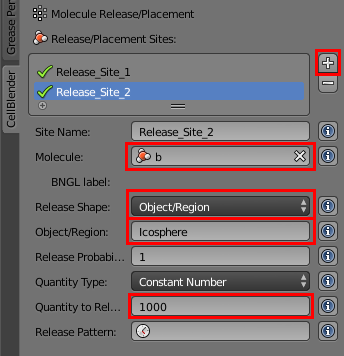 Grease Per
CellBlender
Molecule Release/Placement
Release/Placement Sites:
Release_Site_1
Release_Site_2
Site Name: Release_Site_2
Molecule: b
BNGL label:
Release Shape: Object/Region
Object/Region: Icosphere
Release Probabi... 1
Quantity Type: Constant Number
Quantity to Rel... 1000
Release Pattern: